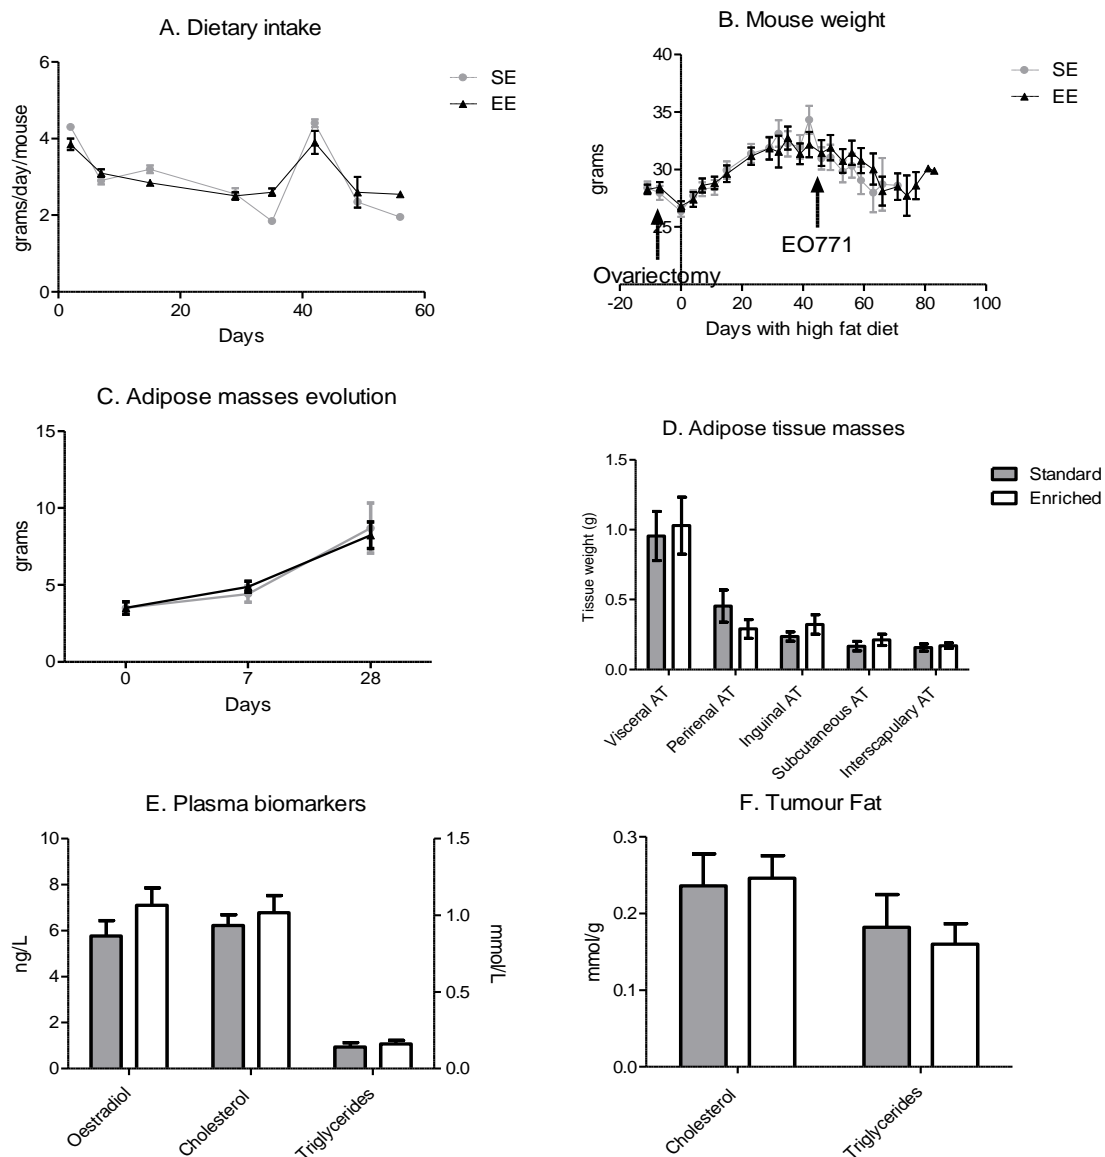 A. Dietary intake
6
4
2
0
grams/day/mouse
0 20 40 60
Days
SE
EE
B. Mouse weight
40
35
30
25
grams
SE
EE
EO771
Ovariectomy
-20 0 20 40 60 80 100
Days with high fat diet
C. Adipose masses evolution
15
10
5
0
grams
0 7 28
Days
D. Adipose tissue masses
1.5
1.0
0.5
0.0
Tissue weight (g)
Standard
Enriched
Visceral AT
Perirenal AT
Inguinal AT
Subcutaneous AT
Interscapulary AT
E. Plasma biomarkers
10
8
6
4
2
0
ng/L
1.5
1.0
0.5
0.0
mmol/L
Oestradiol
Cholesterol
Triglycerides
F. Tumour Fat
0.3
0.2
0.1
0.0
mmol/g
Cholesterol
Triglycerides